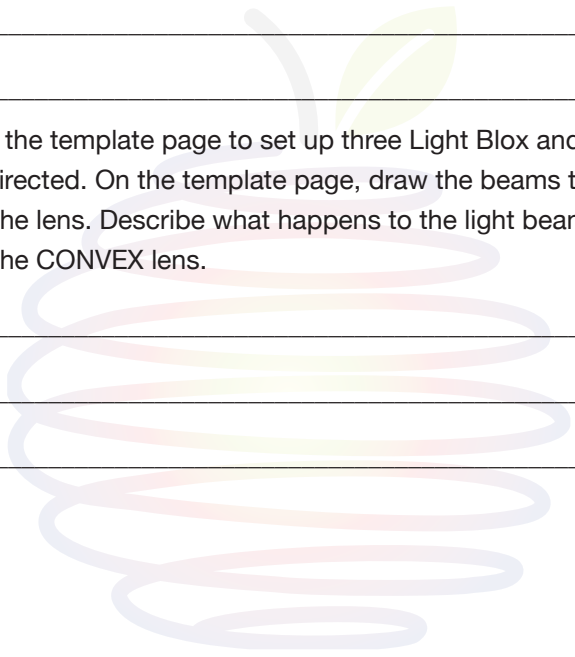 the template page to set up three Light Blox and
irected. On the template page, draw the beams t
he lens. Describe what happens to the light bear
he CONVEX lens.